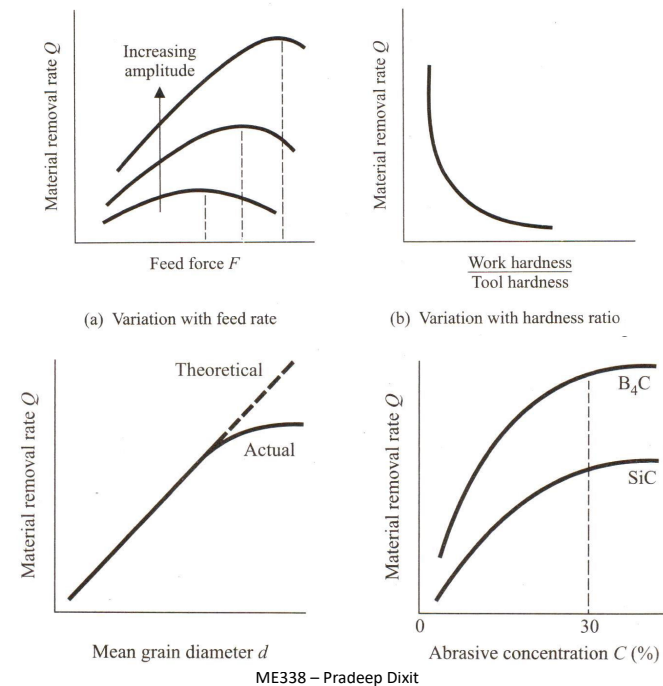 Material removal rate Q
Increasing
amplitude
Feed force F
(a) Variation with feed rate
Material removal rate Q
Work hardness
Tool hardness
(b) Variation with hardness ratio
Material removal rate Q
Theoretical
Actual
Mean grain diameter d
Material removal rate Q
B₄C
SiC
0
30
Abrasive concentration C (%)
ME338 – Pradeep Dixit